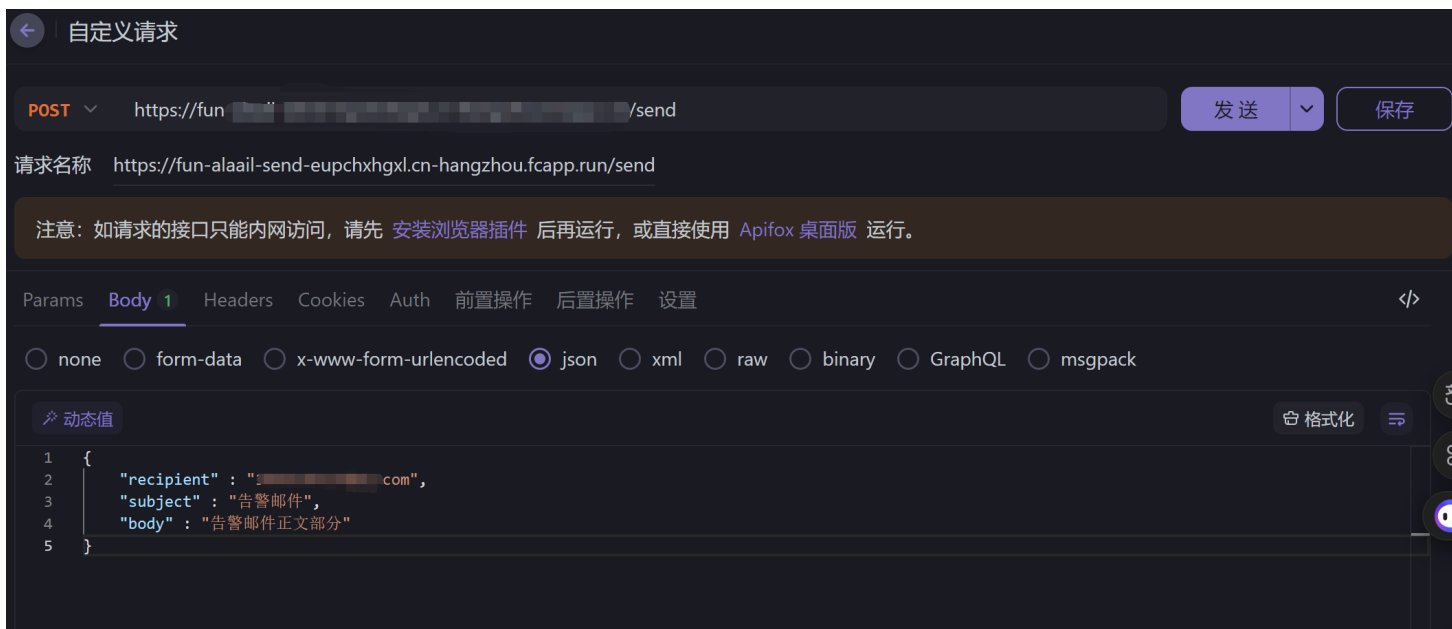 自定义请求
POST https://fun /send 发送 保存
请求名称 https://fun-alaail-send-eupchxhgxl.cn-hangzhou.fcapp.run/send
注意：如请求的接口只能内网访问，请先 安装浏览器插件 后再运行，或直接使用 Apifox 桌面版 运行。
Params Body 1 Headers Cookies Auth 前置操作 后置操作 设置 </>
none form-data x-www-form-urlencoded json xml raw binary GraphQL msgpack
动态值 格式化
1 {
2 "recipient" : " com",
3 "subject" : "告警邮件",
4 "body" : "告警邮件正文部分"
5 }